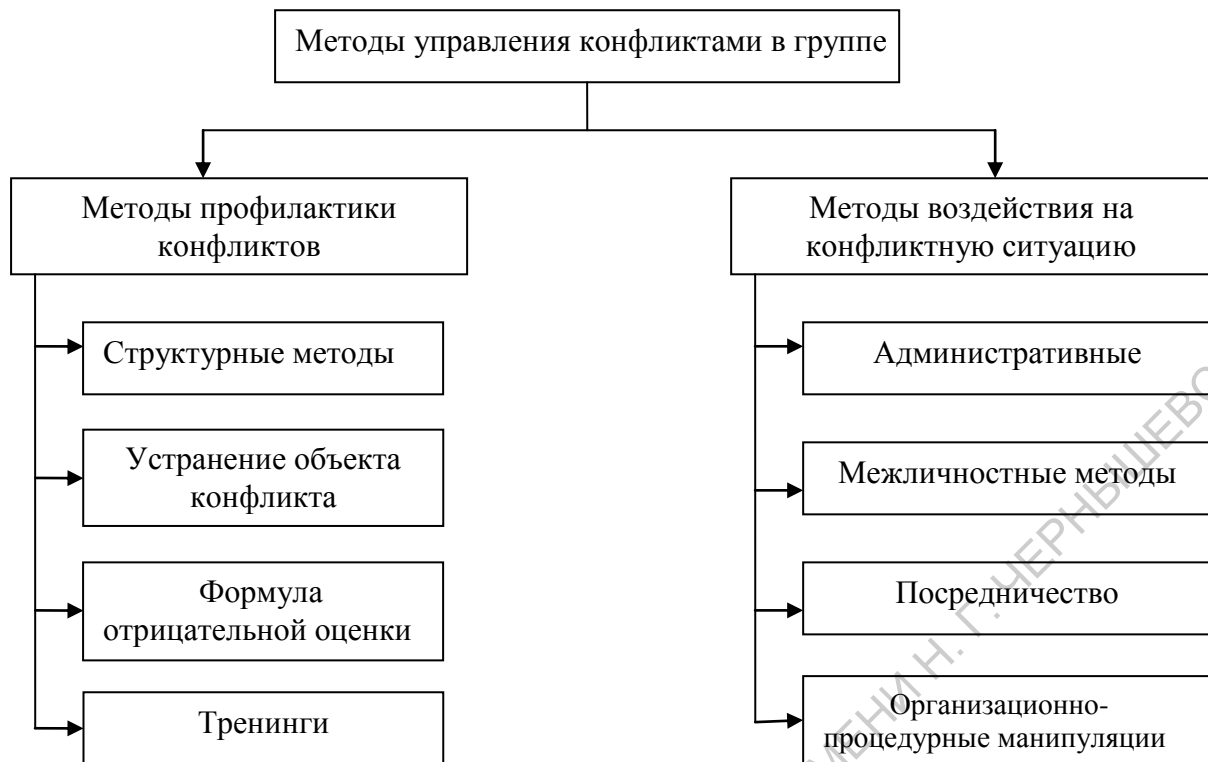 Методы управления конфликтами в группе
Методы профилактики
конфликтов
Структурные методы
Устранение объекта
конфликта
Формула
отрицательной оценки
Тренинги
Методы воздействия на
конфликтную ситуацию
Административные
Межличностные методы
Посредничество
Организационно-
процедурные манипуляции
Н. Г.